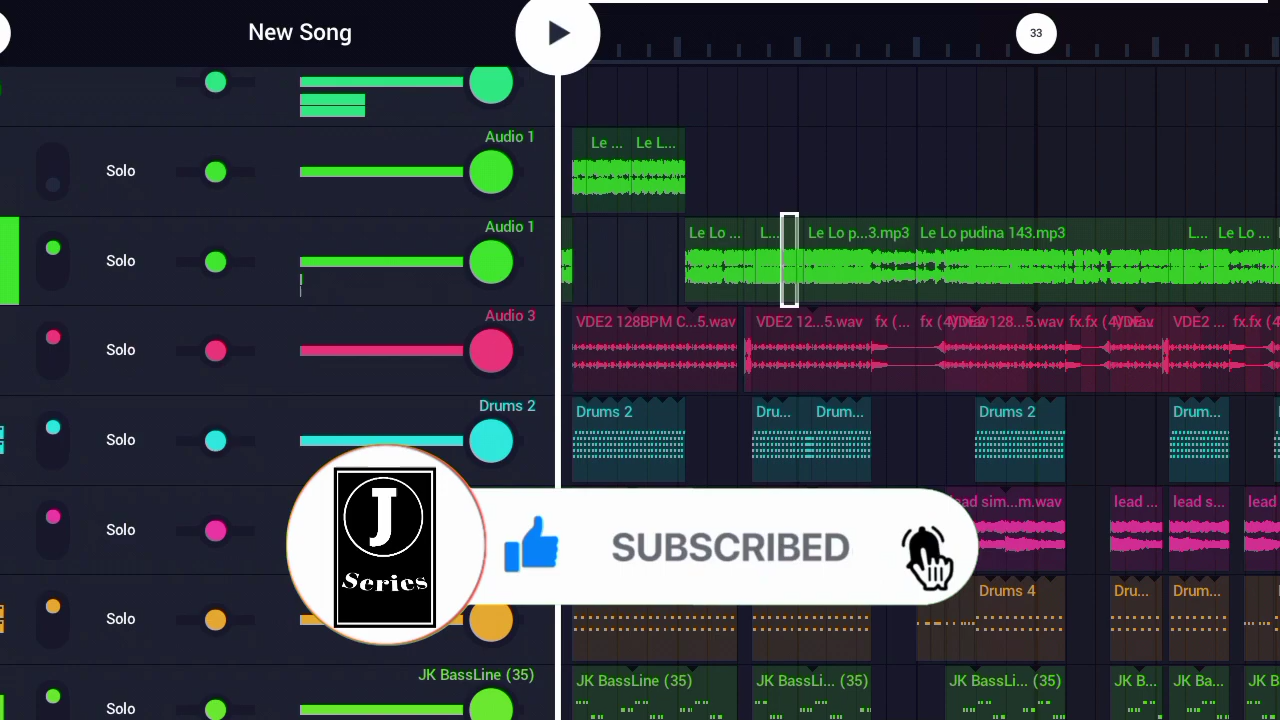 New Song
33
Audio 1
Le ... Le L...
Solo
Audio 1
Le Lo ... L... Le Lo p...3.mp3 Le Lo pudina 143.mp3 L... Le Lo ...
Solo
Audio 3
VDE2 128BPM C...5.wav VDE2 12...5.wav fx (... fx (4) 128...5.wav fx.fx (4) VDE2 ... fx.fx (4)
Solo
Drums 2
Drums 2 Dru... Drum... Drums 2 Drum...
Solo
lead sim...m.wav lead ... lead s... lead
Solo
J
Series
SUBSCRIBED
Drums 4 Dru... Drum...
Solo
JK BassLine (35)
JK BassLine (35) JK BassLi... (35) JK BassLi... (35) JK B... JK Ba... JK B
Solo